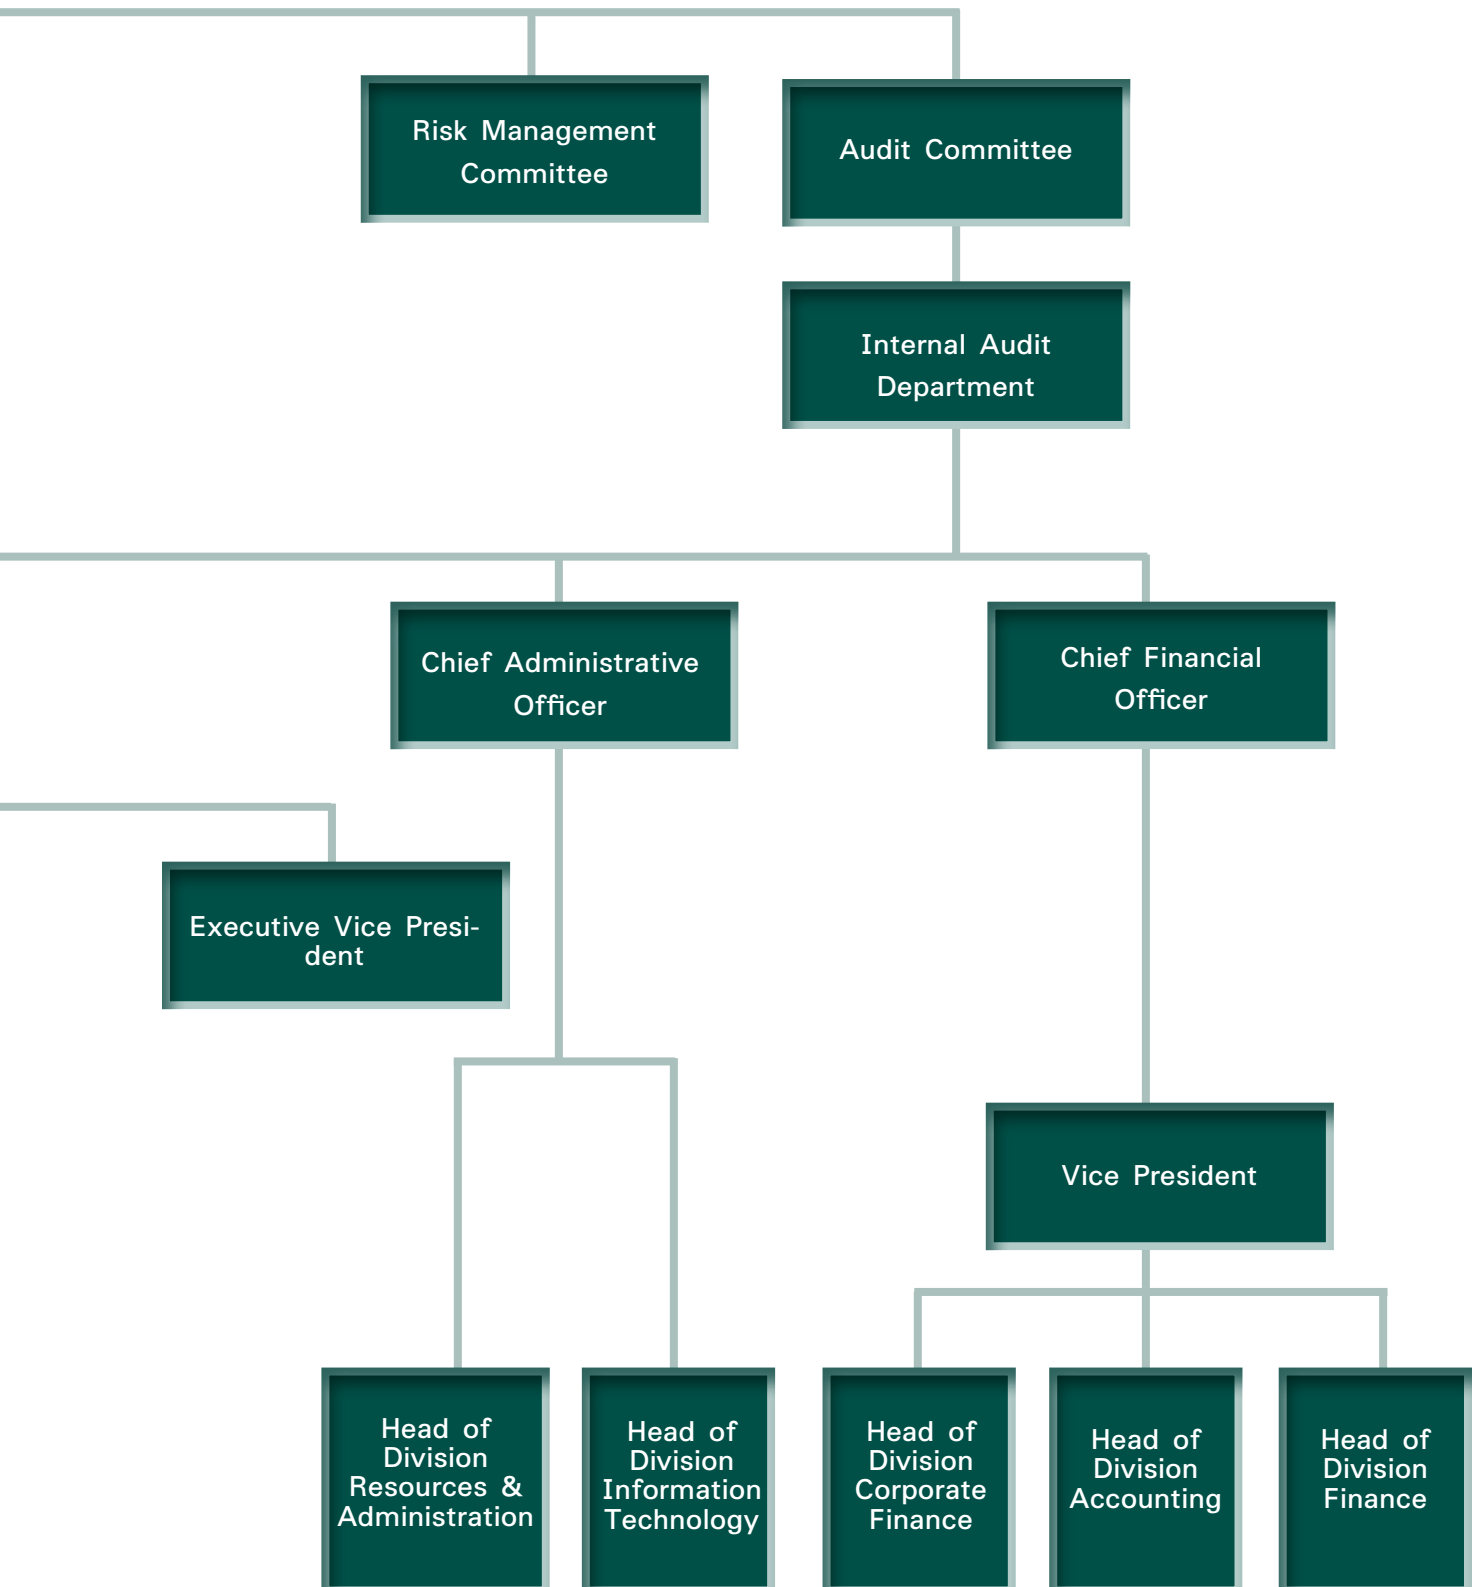 Risk Management
Committee
Audit Committee
Internal Audit
Department
Chief Administrative
Officer
Chief Financial
Officer
Executive Vice Presi-
dent
Vice President
Head of
Division
Resources &
Administration
Head of
Division
Information
Technology
Head of
Division
Corporate
Finance
Head of
Division
Accounting
Head of
Division
Finance